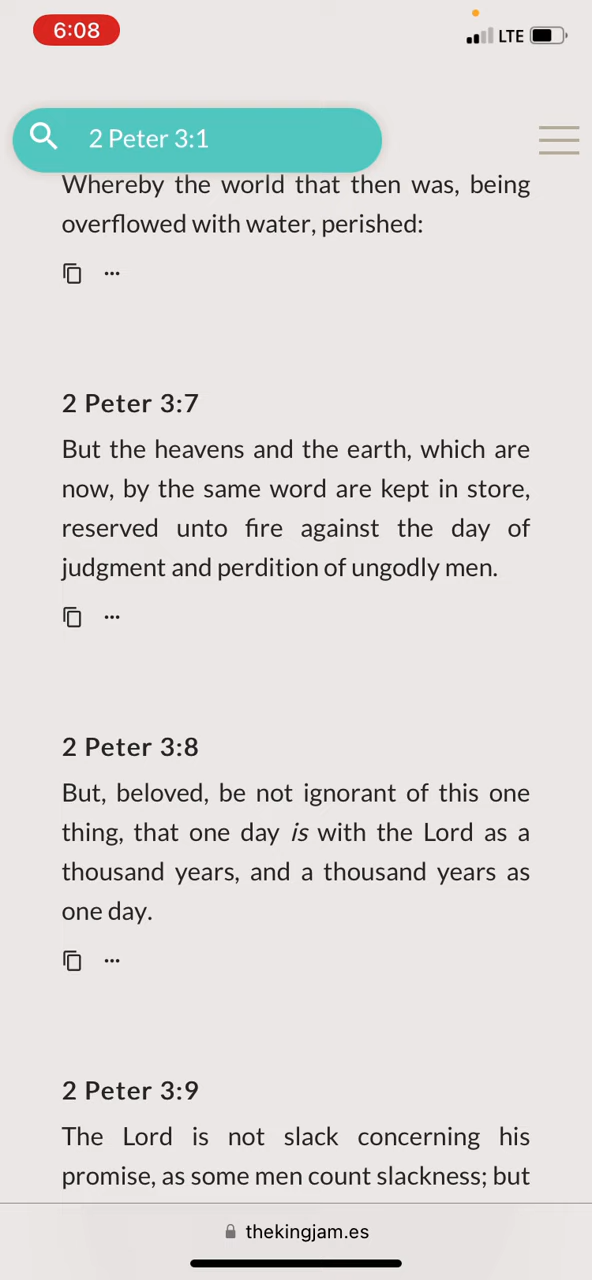 6:08
LTE
2 Peter 3:1
Whereby the world that then was, being
overflowed with water, perished:
2 Peter 3:7
But the heavens and the earth, which are
now, by the same word are kept in store,
reserved unto fire against the day of
judgment and perdition of ungodly men.
2 Peter 3:8
But, beloved, be not ignorant of this one
thing, that one day is with the Lord as a
thousand years, and a thousand years as
one day.
2 Peter 3:9
The Lord is not slack concerning his
promise, as some men count slackness; but
thekingjam.es